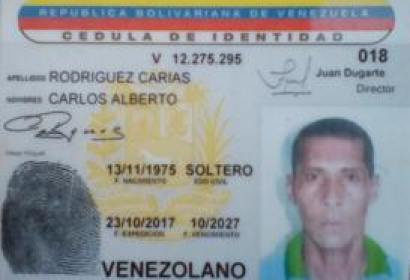 REPUBLICA BOLIVARIANA DE VENEZUELA
CEDULA DE IDENTIDAD
V 12.275.295
018
APELLIDOS RODRIGUEZ CARIAS
Juan Dugarte
Director
NOMBRES CARLOS ALBERTO
13/11/1975 SOLTERO
F. NACIMIENTO EDO CIVIL
23/10/2017 10/2027
F. EXPEDICION F. VENCIMIENTO
VENEZOLANO